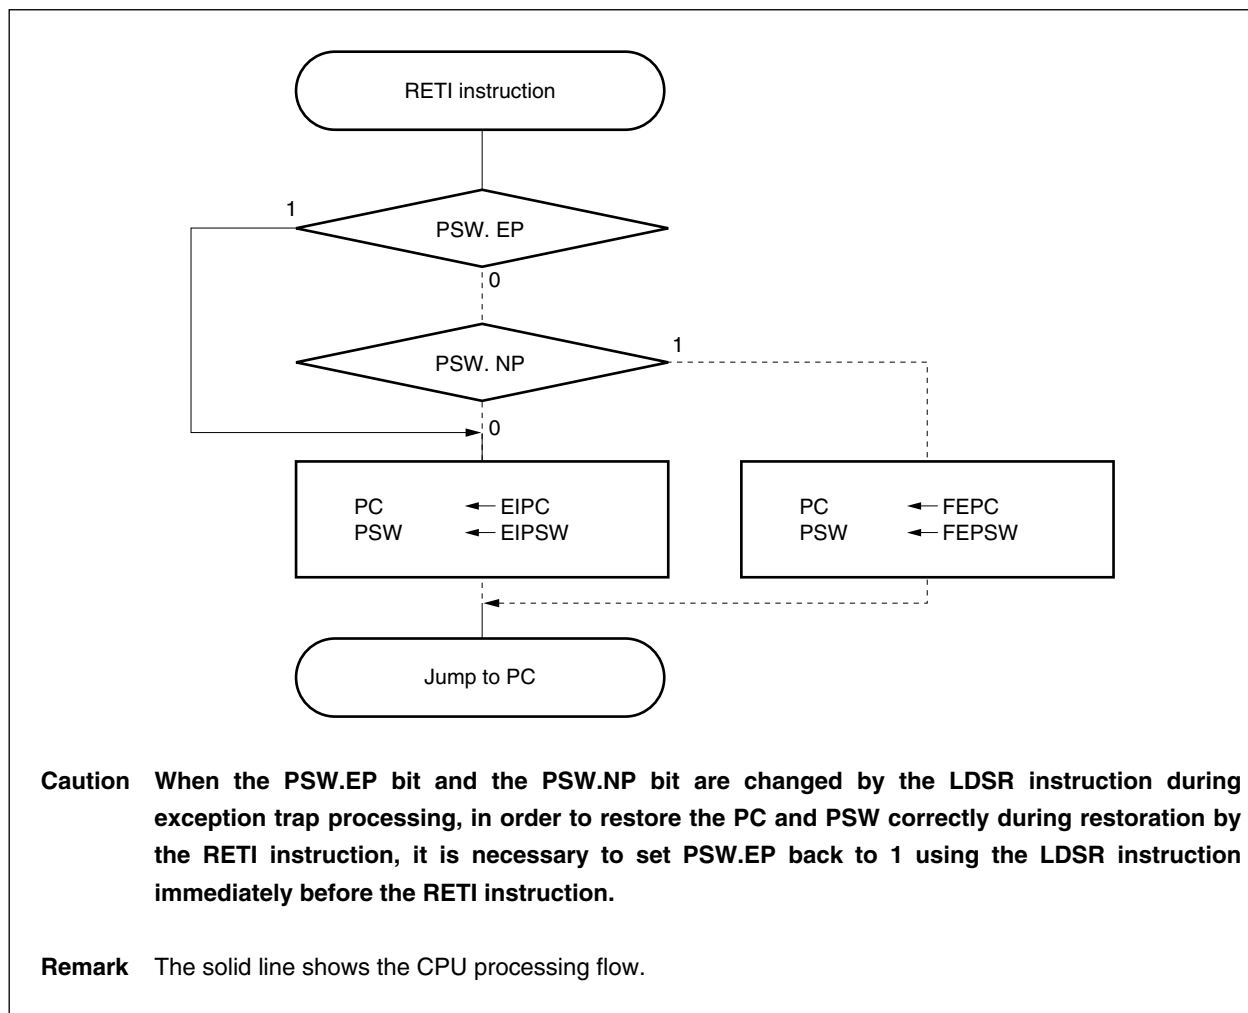 RETI instruction
1
PSW. EP
0
1
PSW. NP
0
PC ← EIPC
PSW ← EIPSW
PC ← FEPC
PSW ← FEPSW
Jump to PC
Caution When the PSW.EP bit and the PSW.NP bit are changed by the LDSR instruction during
exception trap processing, in order to restore the PC and PSW correctly during restoration by
the RETI instruction, it is necessary to set PSW.EP back to 1 using the LDSR instruction
immediately before the RETI instruction.
Remark The solid line shows the CPU processing flow.